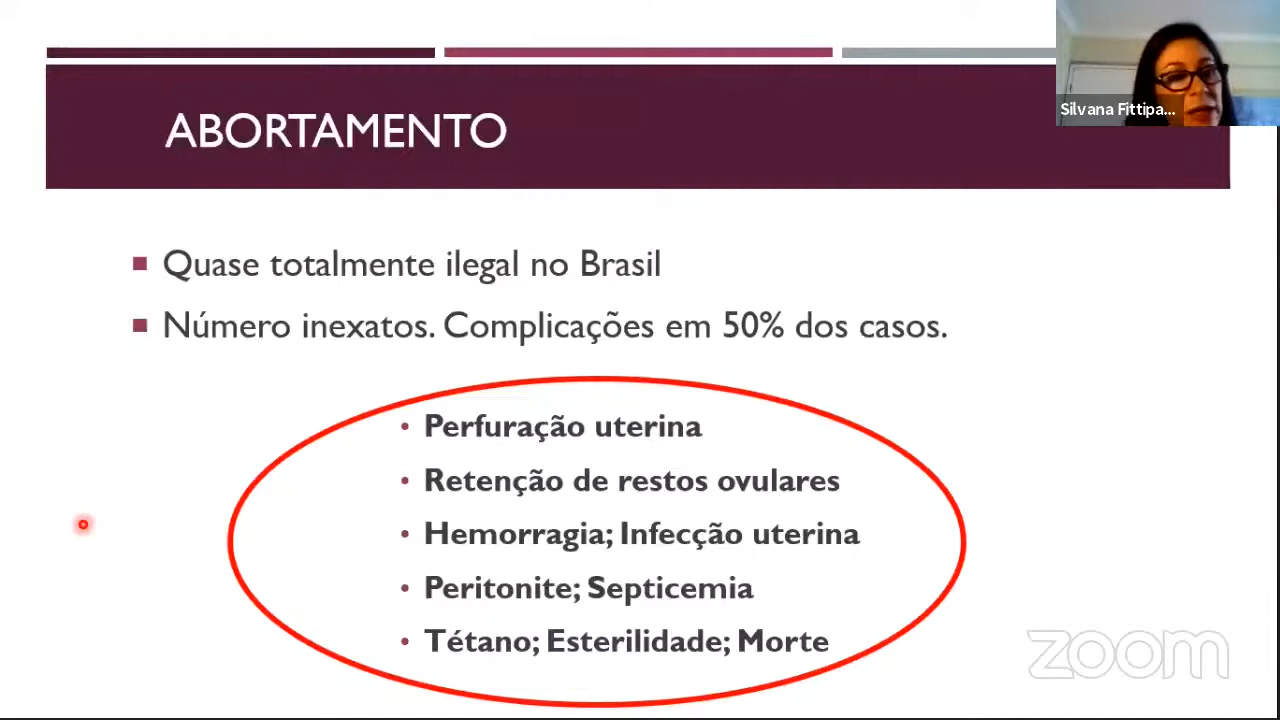 Silvana Fittipa...
ABORTAMENTO
Quase totalmente ilegal no Brasil
Número inexatos. Complicações em 50% dos casos.
Perfuração uterina
Retenção de restos ovulares
Hemorragia; Infecção uterina
Peritonite; Septicemia
Tétano; Esterilidade; Morte
zoom